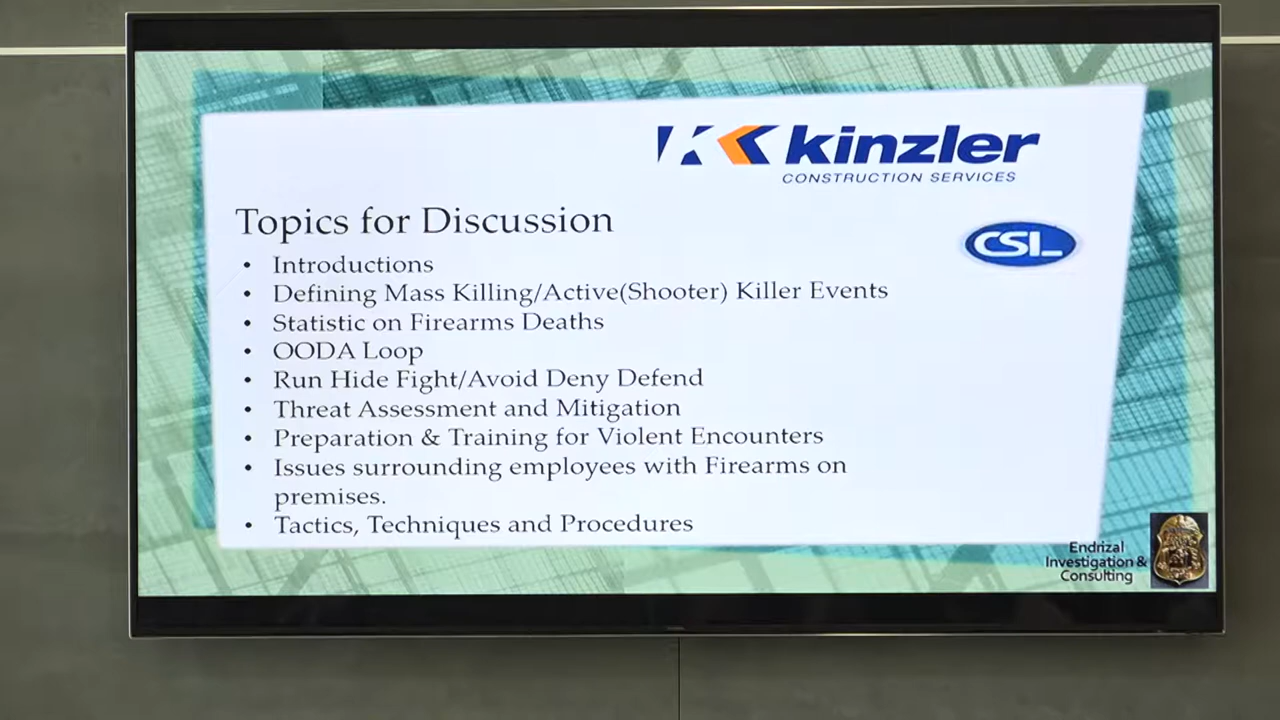 kinzler
CONSTRUCTION SERVICES
CSL
Topics for Discussion
• Introductions
• Defining Mass Killing/Active(Shooter) Killer Events
• Statistic on Firearms Deaths
• OODA Loop
• Run Hide Fight/Avoid Deny Defend
• Threat Assessment and Mitigation
• Preparation & Training for Violent Encounters
• Issues surrounding employees with Firearms on
premises.
• Tactics, Techniques and Procedures
Endrizal
Investigation &
Consulting